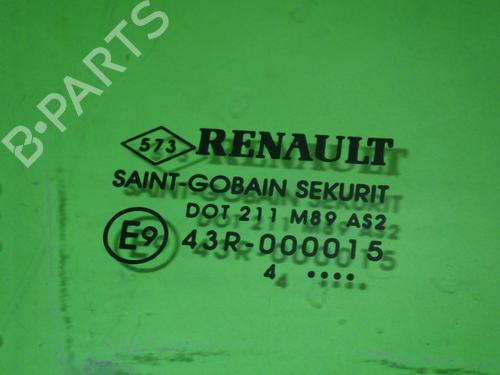 B-PARTS
573 RENAULT
SAINT-GOBAIN SEKURIT
DOT 211 M89 AS2
E9 43R-000015
4 ••••